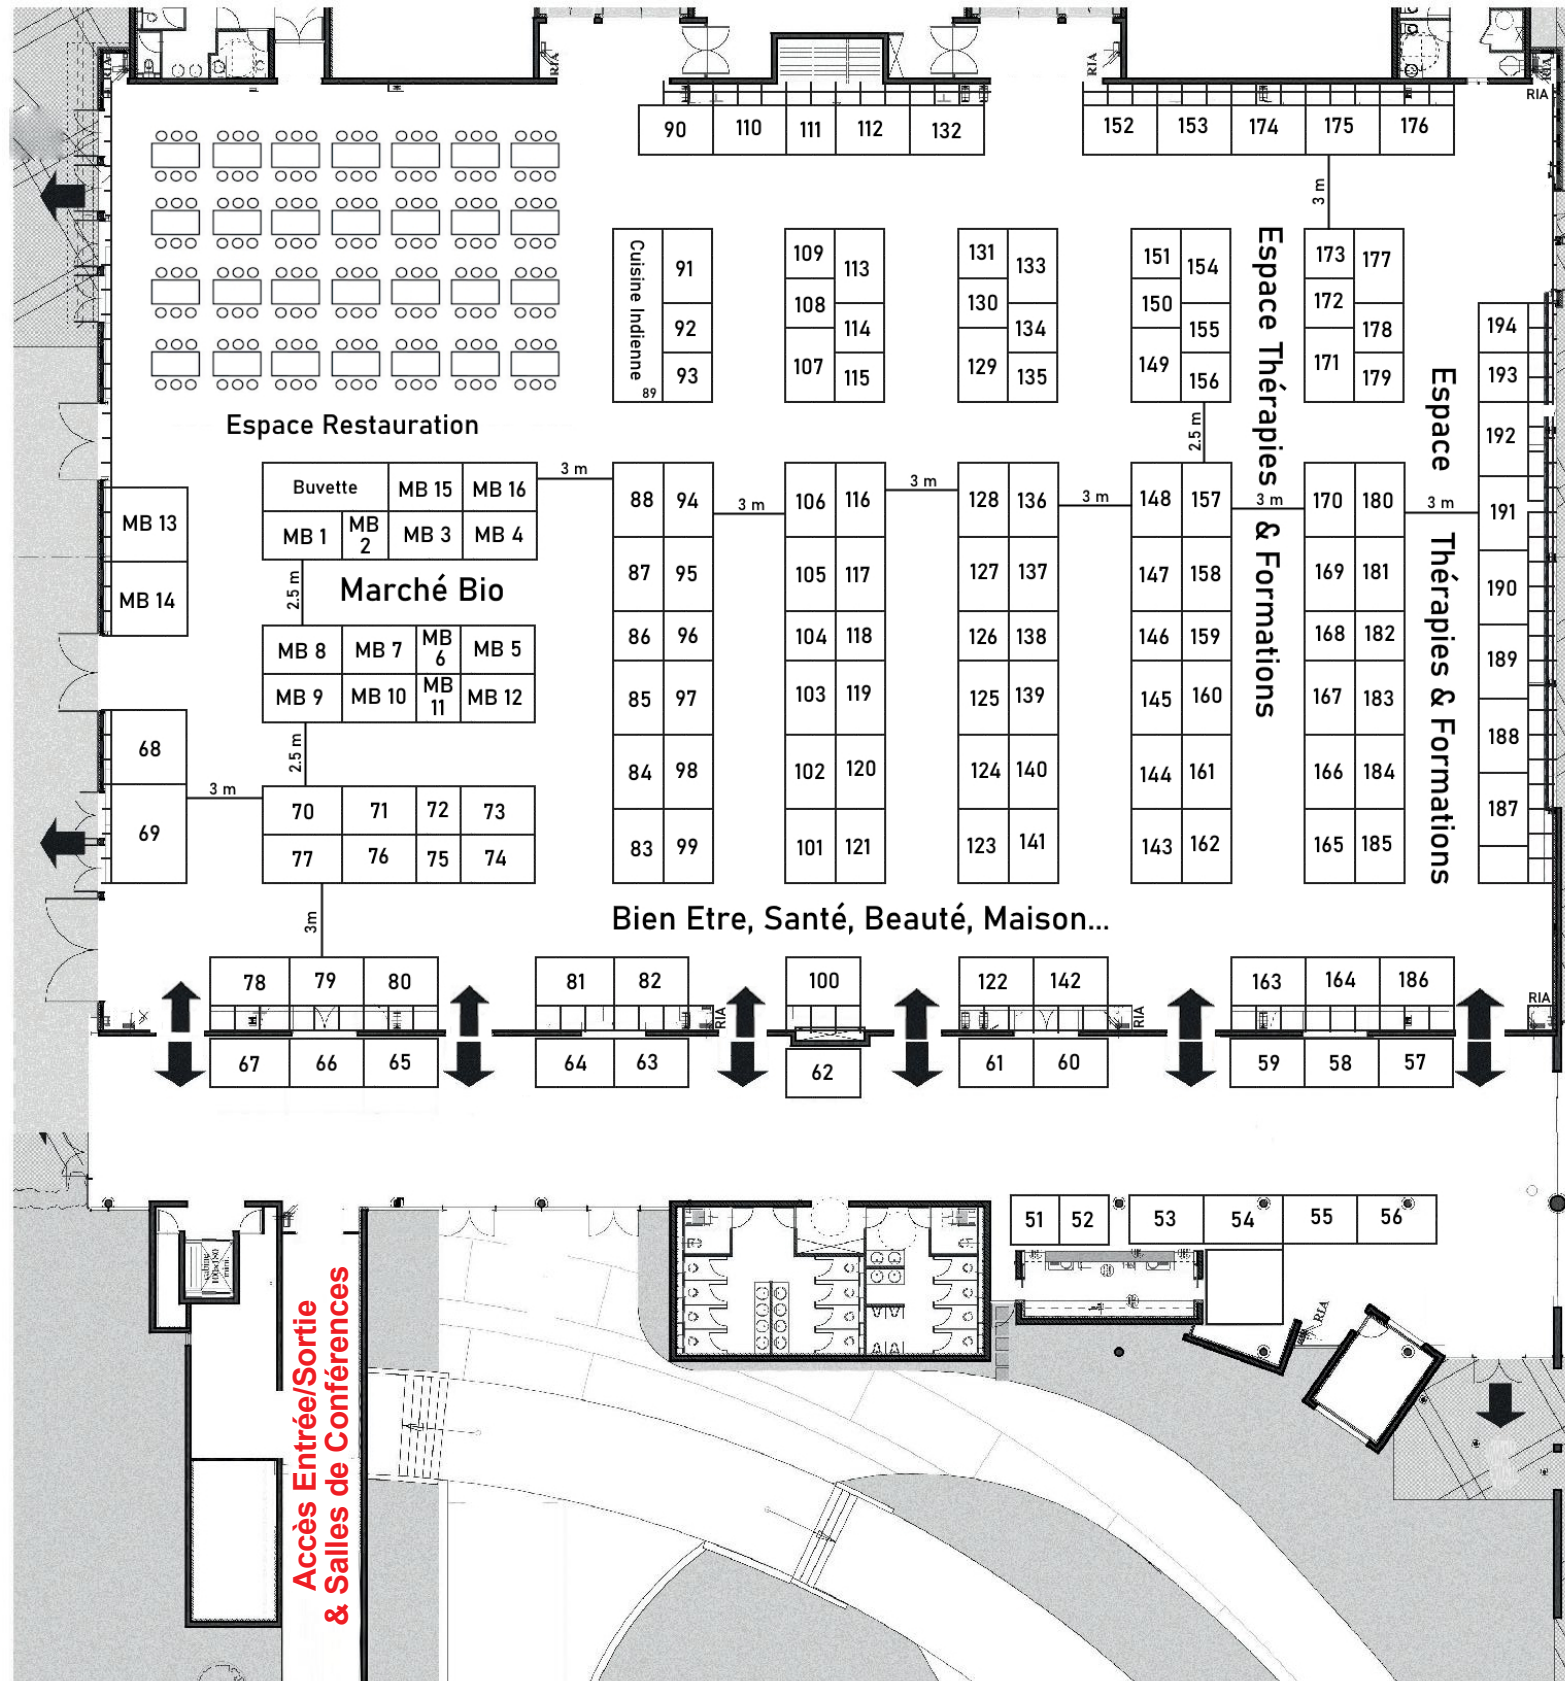 RIA
RIA
RIA
RIA
RIA
90 110 111 112 132
152 153 174 175 176
3 m
Cuisine Indienne
89
91
92
93
109 113
108 114
107 115
131 133
130 134
129 135
151 154
150 155
149 156
173 177
172 178
171 179
194
193
192
191
190
189
188
187
Espace Thérapies & Formations
Espace Thérapies & Formations
Espace Restauration
2.5 m
3 m
3 m
3 m
3 m
3 m
3 m
Buvette MB 15 MB 16
MB 1 MB 2 MB 3 MB 4
MB 13
MB 14
2.5 m
Marché Bio
MB 8 MB 7 MB 6 MB 5
MB 9 MB 10 MB 11 MB 12
2.5 m
68
69
3 m
70 71 72 73
77 76 75 74
3m
88 94
87 95
86 96
85 97
84 98
83 99
106 116
105 117
104 118
103 119
102 120
101 121
128 136
127 137
126 138
125 139
124 140
123 141
148 157
147 158
146 159
145 160
144 161
143 162
170 180
169 181
168 182
167 183
166 184
165 185
Bien Etre, Santé, Beauté, Maison...
78 79 80
81 82
100
122 142
163 164 186
RIA
RIA
RIA
67 66 65
64 63
62
61 60
59 58 57
51 52 53 54 55 56
RIA
Accès Entrée/Sortie
& Salles de Conférences